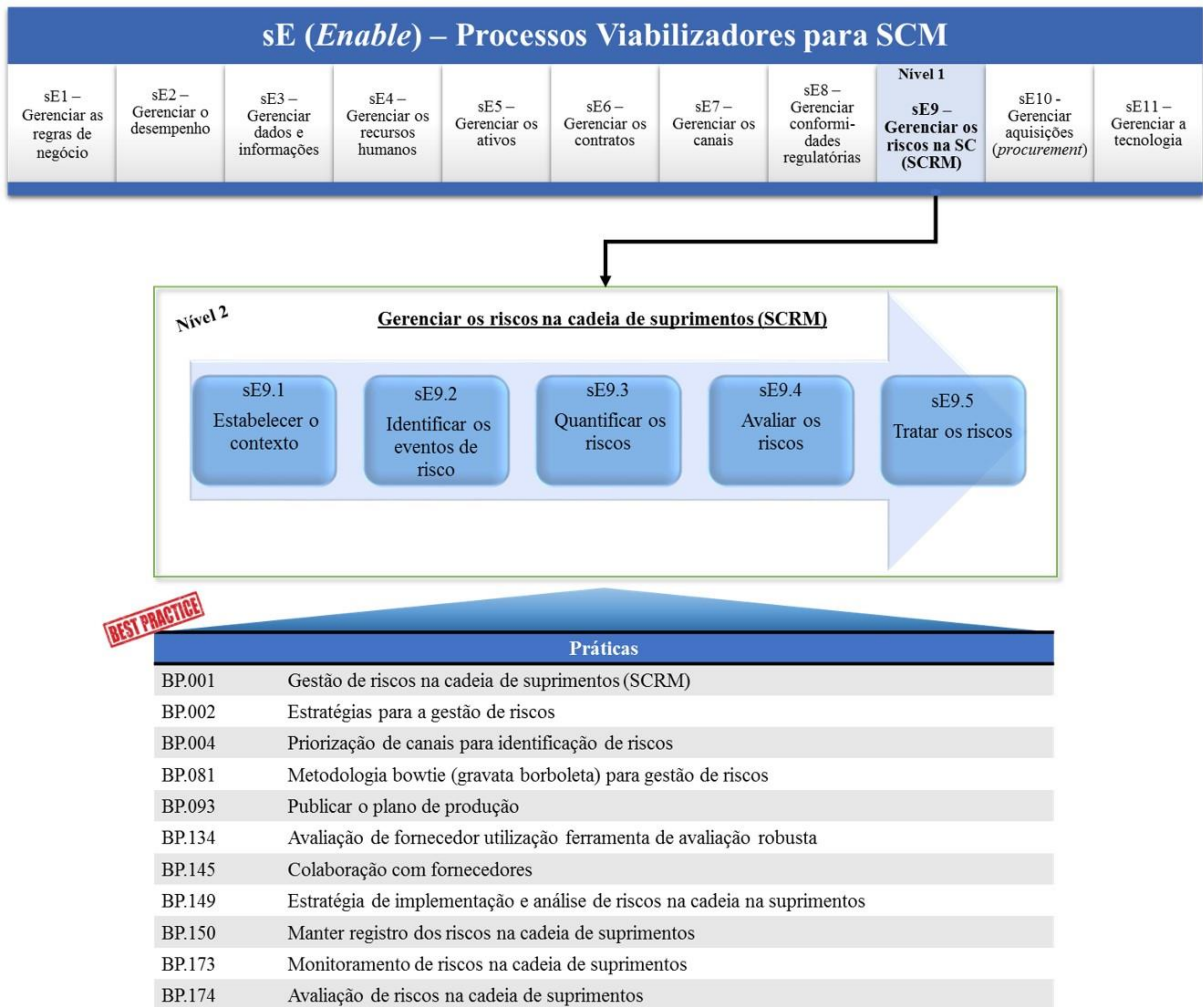 sE (Enable) – Processos Viabilizadores para SCM
sE1 –
Gerenciar as
regras de
negócio
sE2 –
Gerenciar o
desempenho
sE3 –
Gerenciar
dados e
informações
sE4 –
Gerenciar os
recursos
humanos
sE5 –
Gerenciar os
ativos
sE6 –
Gerenciar os
contratos
sE7 –
Gerenciar os
canais
sE8 –
Gerenciar
conformi-
dades
regulatórias
Nível 1
sE9 –
Gerenciar os
riscos na SC
(SCRM)
sE10 -
Gerenciar
aquisições
(procurement)
sE11 –
Gerenciar a
tecnologia
Nível 2
Gerenciar os riscos na cadeia de suprimentos (SCRM)
sE9.1
Estabelecer o
contexto
sE9.2
Identificar os
eventos de
risco
sE9.3
Quantificar os
riscos
sE9.4
Avaliar os
riscos
sE9.5
Tratar os riscos
BEST PRACTICE
Práticas
BP.001 Gestão de riscos na cadeia de suprimentos (SCRM)
BP.002 Estratégias para a gestão de riscos
BP.004 Priorização de canais para identificação de riscos
BP.081 Metodologia bowtie (gravata borboleta) para gestão de riscos
BP.093 Publicar o plano de produção
BP.134 Avaliação de fornecedor utilização ferramenta de avaliação robusta
BP.145 Colaboração com fornecedores
BP.149 Estratégia de implementação e análise de riscos na cadeia na suprimentos
BP.150 Manter registro dos riscos na cadeia de suprimentos
BP.173 Monitoramento de riscos na cadeia de suprimentos
BP.174 Avaliação de riscos na cadeia de suprimentos